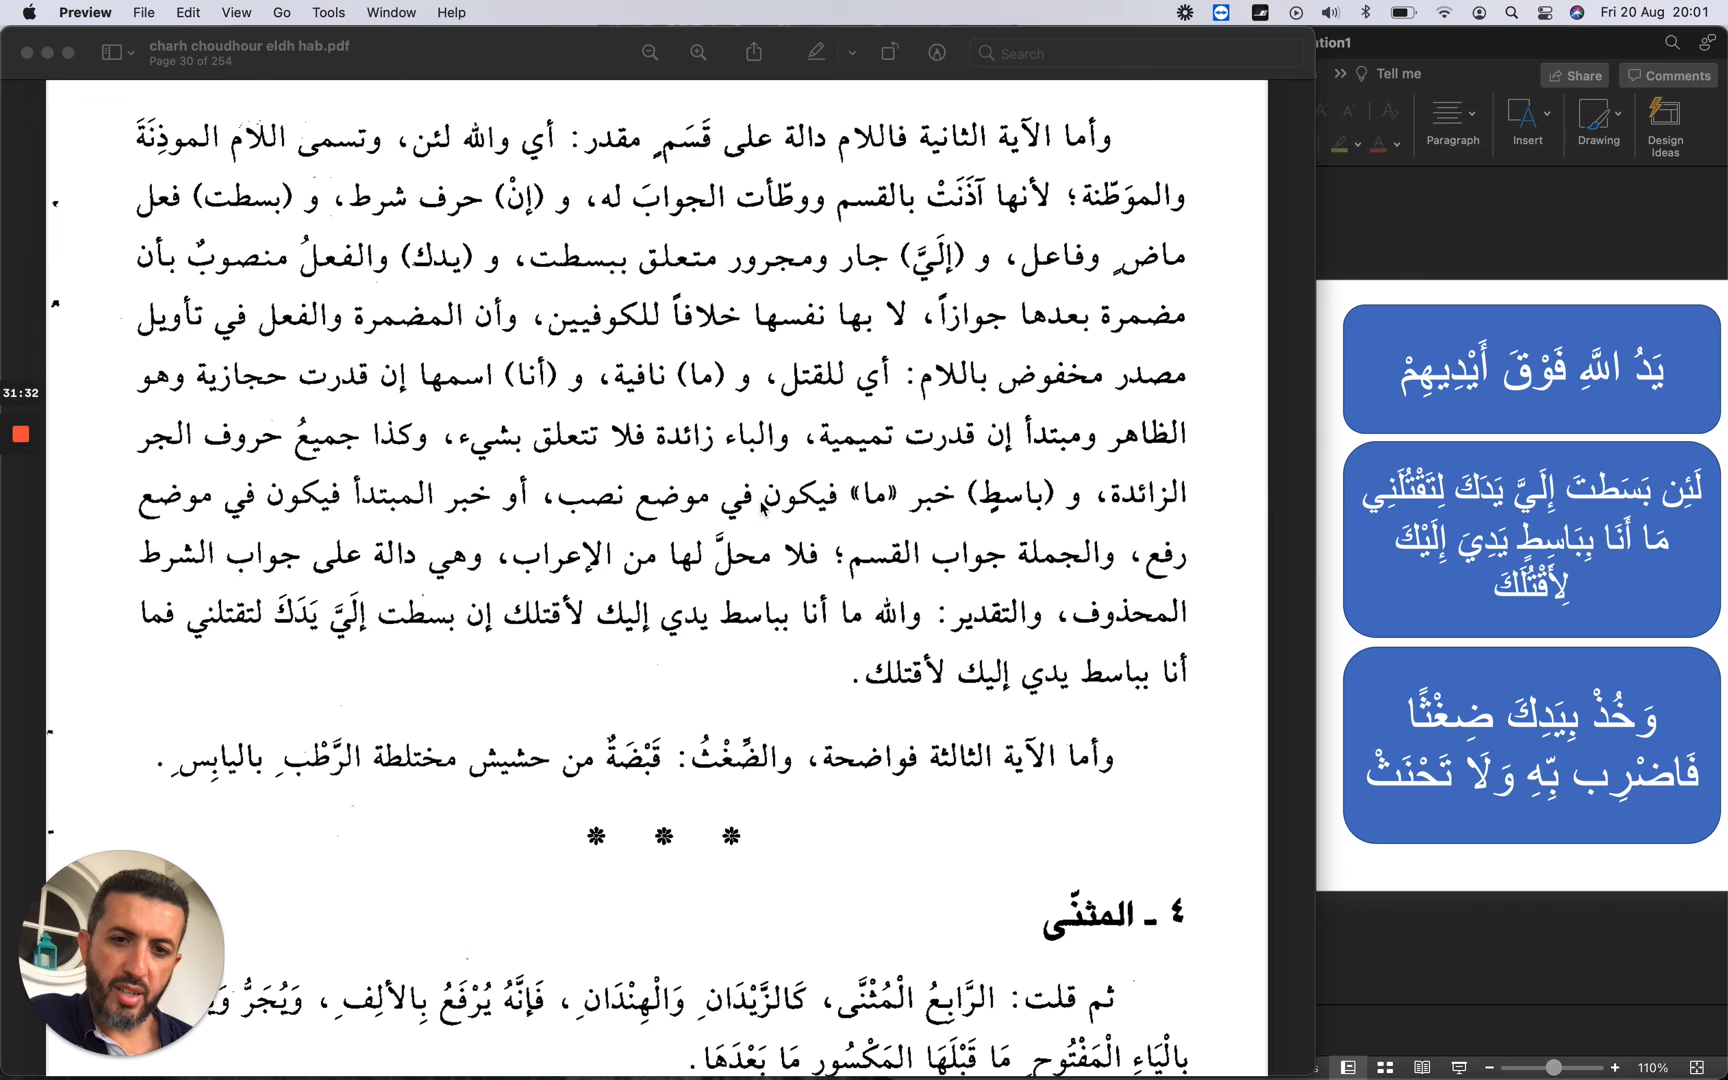 Preview File Edit View Go Tools Window Help
Fri 20 Aug 20:01
charh choudhour eldh hab.pdf
Page 30 of 254
Search
وأما الآية الثانية فاللام دالة على قَسَمٍ مقدر: أي والله لئن، وتسمى اللام الموذِنَةَ
والموَطّئة؛ لأنها آذَنَتْ بالقسم ووطّأت الجوابَ له، و (إنْ) حرف شرط، و (بسطت) فعل
ماضٍ وفاعل، و (إلَيَّ) جار ومجرور متعلق ببسطت، و (يدك) والفعلُ منصوبٌ بأن
مضمرة بعدها جوازاً، لا بها نفسها خلافاً للكوفيين، وأن المضمرة والفعل في تأويل
مصدر مخفوض باللام: أي للقتل، و (ما) نافية، و (أنا) اسمها إن قدرت حجازية وهو
الظاهر ومبتدأ إن قدرت تميمية، والباء زائدة فلا تتعلق بشيء، وكذا جميعُ حروف الجر
الزائدة، و (باسطٍ) خبر «ما» فيكون في موضع نصب، أو خبر المبتدأ فيكون في موضع
رفع، والجملة جواب القسم؛ فلا محلَّ لها من الإعراب، وهي دالة على جواب الشرط
المحذوف، والتقدير: والله ما أنا بباسط يدي إليك لأقتلك إن بسطت إلَيَّ يَدَكَ لتقتلني فما
أنا بباسط يدي إليك لأقتلك.
وأما الآية الثالثة فواضحة، والضِّغْثُ: قَبْضَةٌ من حشيش مختلطة الرَّطْبِ باليابِسِ.
* * *
٤ - المثنّى
ثم قلت: الرَّابِعُ الْمُثْنَّى، كَالزَّيْدَانِ وَالْهِنْدَانِ، فَإِنَّهُ يُرْفَعُ بِالألِفِ، وَيُجَرُّ
بِالْيَاءِ الْمَفْتُوحِ مَا قَبْلَهَا المَكْسُورِ مَا بَعْدَهَا.
31:32
tion1
Tell me
Share
Comments
Paragraph
Insert
Drawing
Design
Ideas
يَدُ اللَّهِ فَوْقَ أَيْدِيهِمْ
لَئِن بَسَطتَ إِلَيَّ يَدَكَ لِتَقْتُلَنِي
مَا أَنَا بِبَاسِطٍ يَدِيَ إِلَيْكَ
لِأَقْتُلَكَ
وَخُذْ بِيَدِكَ ضِغْثًا
فَاضْرِب بِّهِ وَلَا تَحْنَثْ
110%